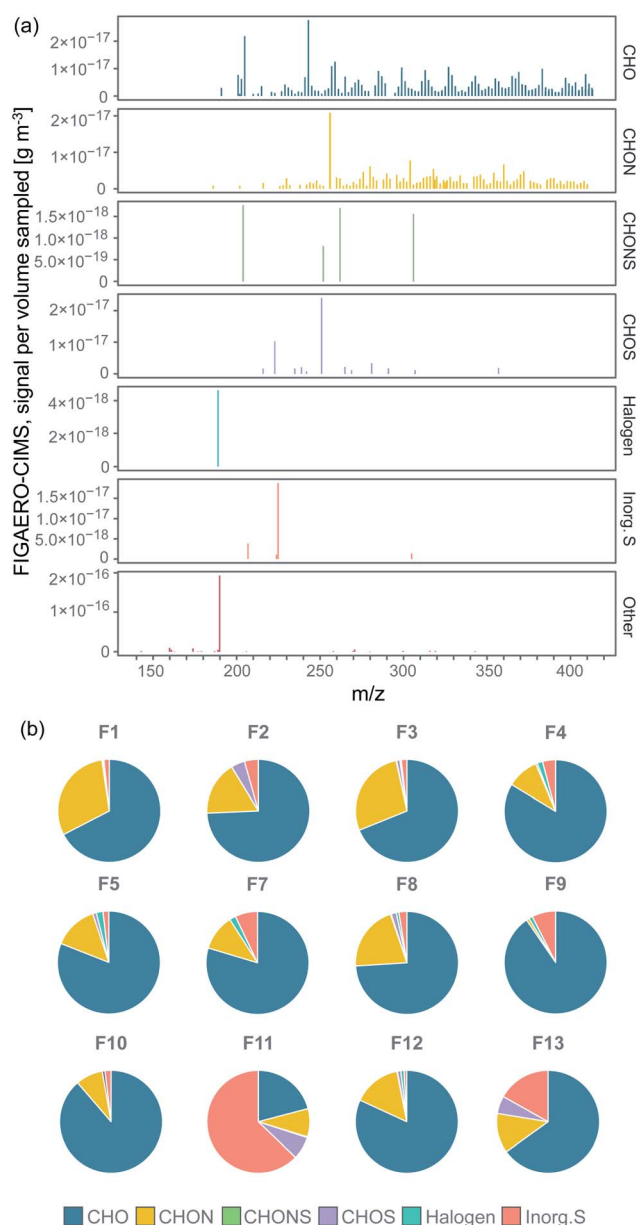 (a)
FIGAERO-CIMS, signal per volume sampled [g m⁻³]
2×10⁻¹⁷
1×10⁻¹⁷
0
CHO
2×10⁻¹⁷
1×10⁻¹⁷
0
CHON
1.5×10⁻¹⁸
1.0×10⁻¹⁸
5.0×10⁻¹⁹
0
CHONS
2×10⁻¹⁷
1×10⁻¹⁷
0
CHOS
4×10⁻¹⁸
2×10⁻¹⁸
0
Halogen
1.5×10⁻¹⁷
1.0×10⁻¹⁷
5.0×10⁻¹⁸
0
Inorg. S
2×10⁻¹⁶
1×10⁻¹⁶
0
Other
150 200 250 300 350 400
m/z
(b)
F1 F2 F3 F4
F5 F7 F8 F9
F10 F11 F12 F13
CHO CHON CHONS CHOS Halogen Inorg.S